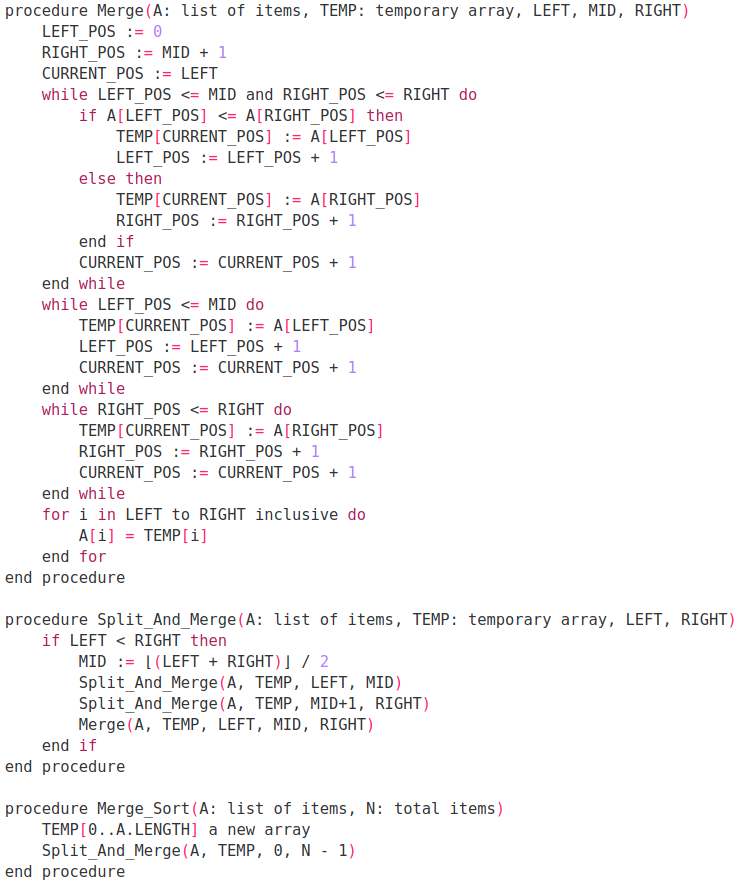 procedure Merge(A: list of items, TEMP: temporary array, LEFT, MID, RIGHT)
    LEFT_POS := 0
    RIGHT_POS := MID + 1
    CURRENT_POS := LEFT
    while LEFT_POS <= MID and RIGHT_POS <= RIGHT do
        if A[LEFT_POS] <= A[RIGHT_POS] then
            TEMP[CURRENT_POS] := A[LEFT_POS]
            LEFT_POS := LEFT_POS + 1
        else then
            TEMP[CURRENT_POS] := A[RIGHT_POS]
            RIGHT_POS := RIGHT_POS + 1
        end if
        CURRENT_POS := CURRENT_POS + 1
    end while
    while LEFT_POS <= MID do
        TEMP[CURRENT_POS] := A[LEFT_POS]
        LEFT_POS := LEFT_POS + 1
        CURRENT_POS := CURRENT_POS + 1
    end while
    while RIGHT_POS <= RIGHT do
        TEMP[CURRENT_POS] := A[RIGHT_POS]
        RIGHT_POS := RIGHT_POS + 1
        CURRENT_POS := CURRENT_POS + 1
    end while
    for i in LEFT to RIGHT inclusive do
        A[i] = TEMP[i]
    end for
end procedure

procedure Split_And_Merge(A: list of items, TEMP: temporary array, LEFT, RIGHT)
    if LEFT < RIGHT then
        MID := ⌊(LEFT + RIGHT)⌋ / 2
        Split_And_Merge(A, TEMP, LEFT, MID)
        Split_And_Merge(A, TEMP, MID+1, RIGHT)
        Merge(A, TEMP, LEFT, MID, RIGHT)
    end if
end procedure

procedure Merge_Sort(A: list of items, N: total items)
    TEMP[0..A.LENGTH] a new array
    Split_And_Merge(A, TEMP, 0, N - 1)
end procedure